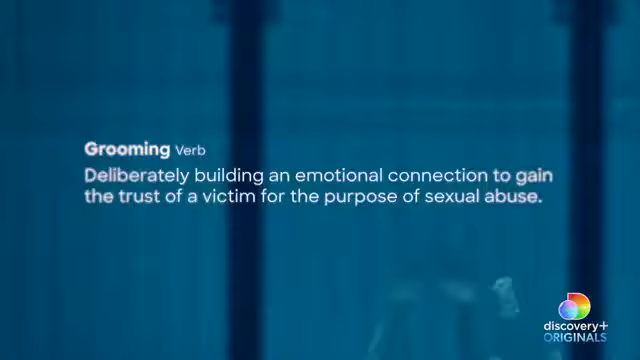 Grooming Verb
Deliberately building an emotional connection to gain
the trust of a victim for the purpose of sexual abuse.
discovery+
ORIGINALS